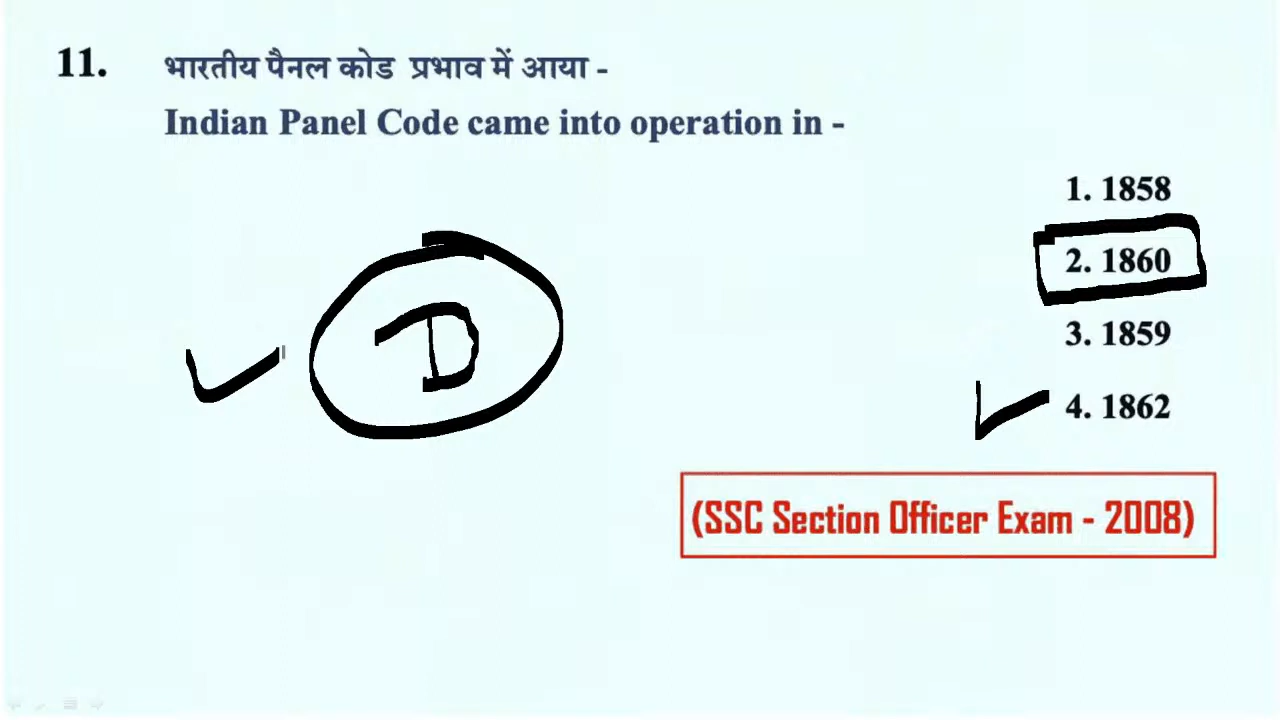 11. भारतीय पैनल कोड प्रभाव में आया -
Indian Panel Code came into operation in -
1. 1858
2. 1860
3. 1859
4. 1862
D
(SSC Section Officer Exam - 2008)